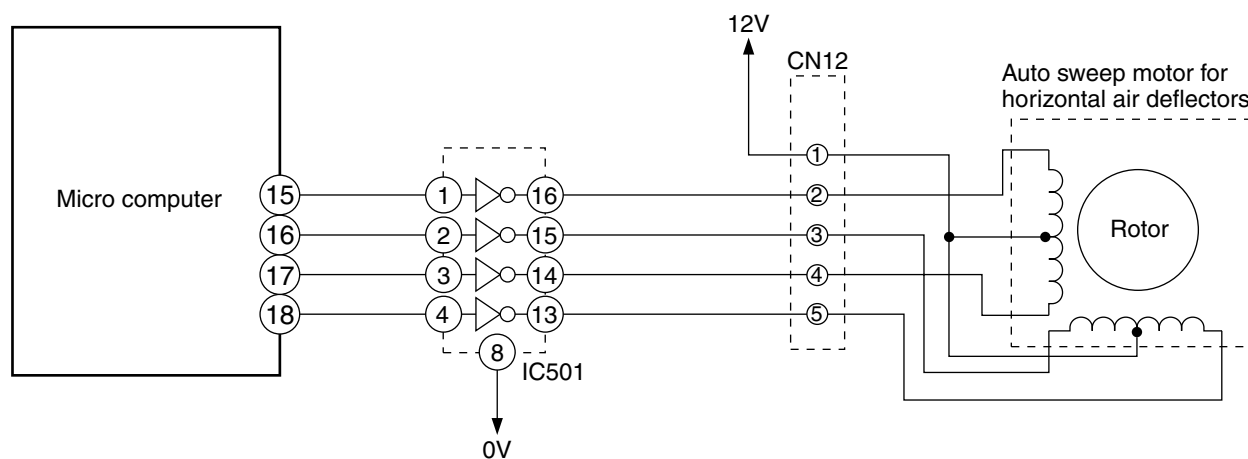 12V
CN12
Auto sweep motor for
horizontal air deflectors
Micro computer
15
16
17
18
1
2
3
4
16
15
14
13
8
IC501
0V
1
2
3
4
5
Rotor